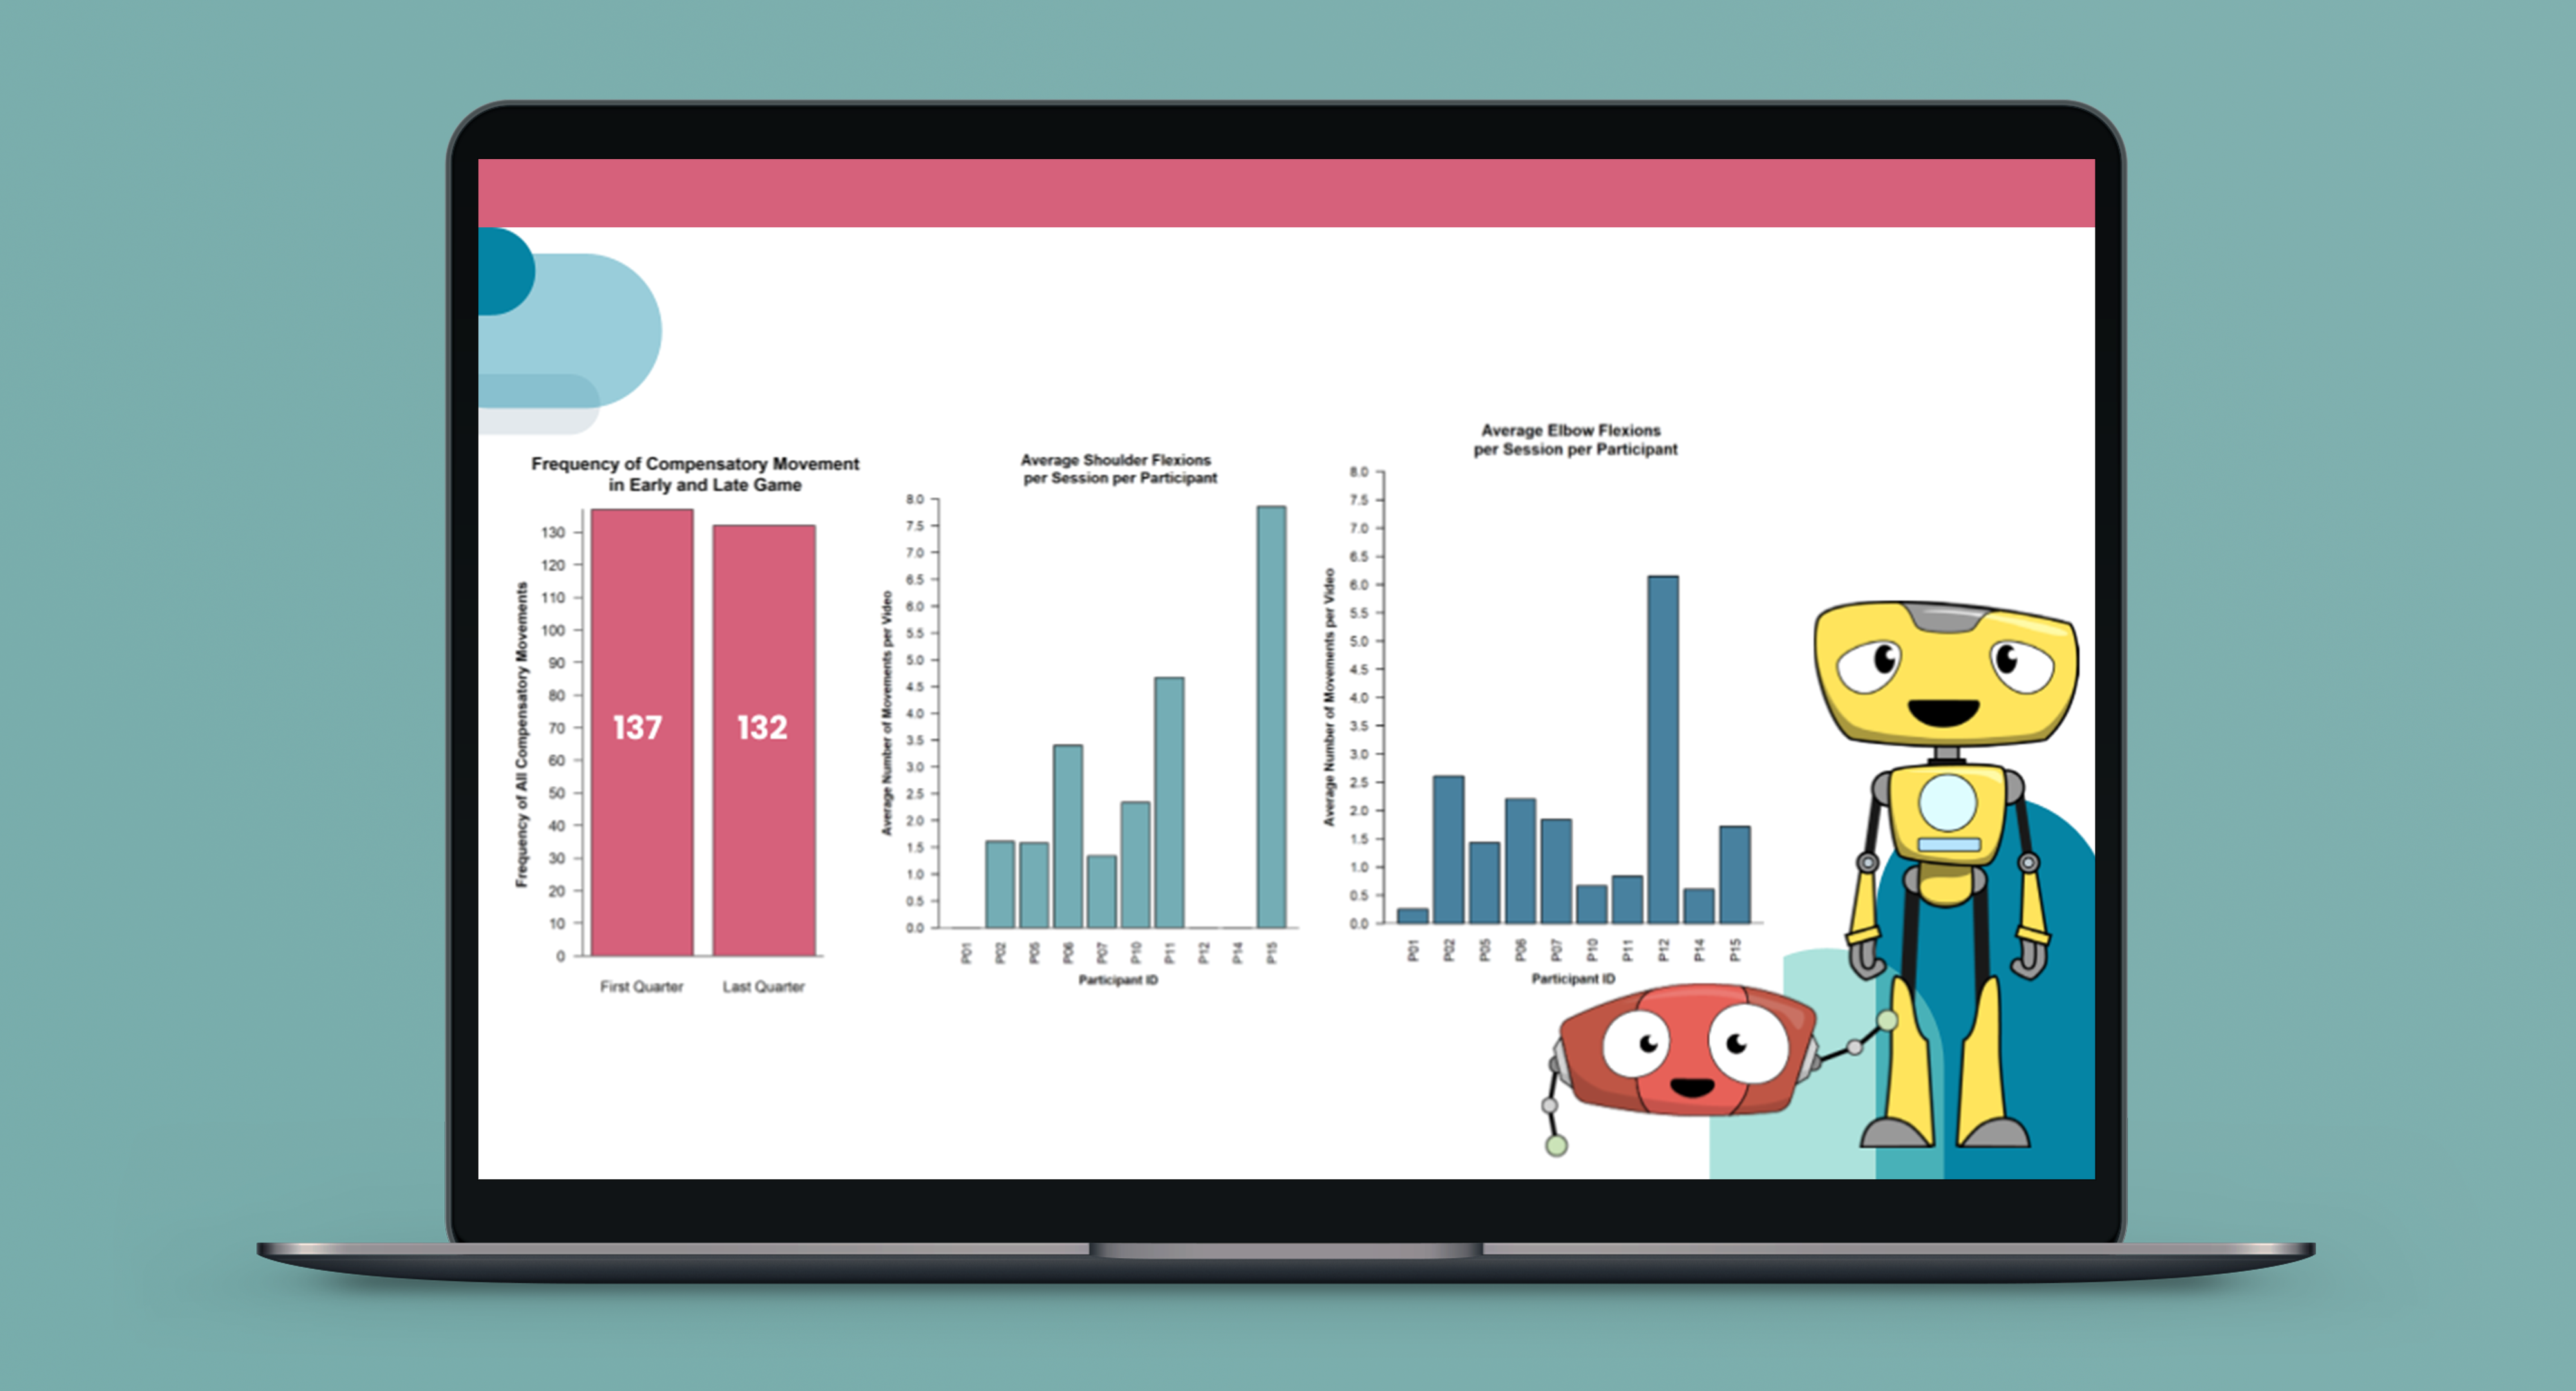 Frequency of Compensatory Movement
in Early and Late Game
Frequency of All Compensatory Movements
130
120
110
100
90
80
70
60
50
40
30
20
10
0
137
132
First Quarter
Last Quarter
Average Shoulder Flexions
per Session per Participant
Average Number of Movements per Video
8.0
7.5
7.0
6.5
6.0
5.5
5.0
4.5
4.0
3.5
3.0
2.5
2.0
1.5
1.0
0.5
0.0
P01
P02
P05
P06
P07
P10
P11
P12
P14
P15
Participant ID
Average Elbow Flexions
per Session per Participant
Average Number of Movements per Video
8.0
7.5
7.0
6.5
6.0
5.5
5.0
4.5
4.0
3.5
3.0
2.5
2.0
1.5
1.0
0.5
0.0
P01
P02
P05
P06
P07
P10
P11
P12
P14
P15
Participant ID